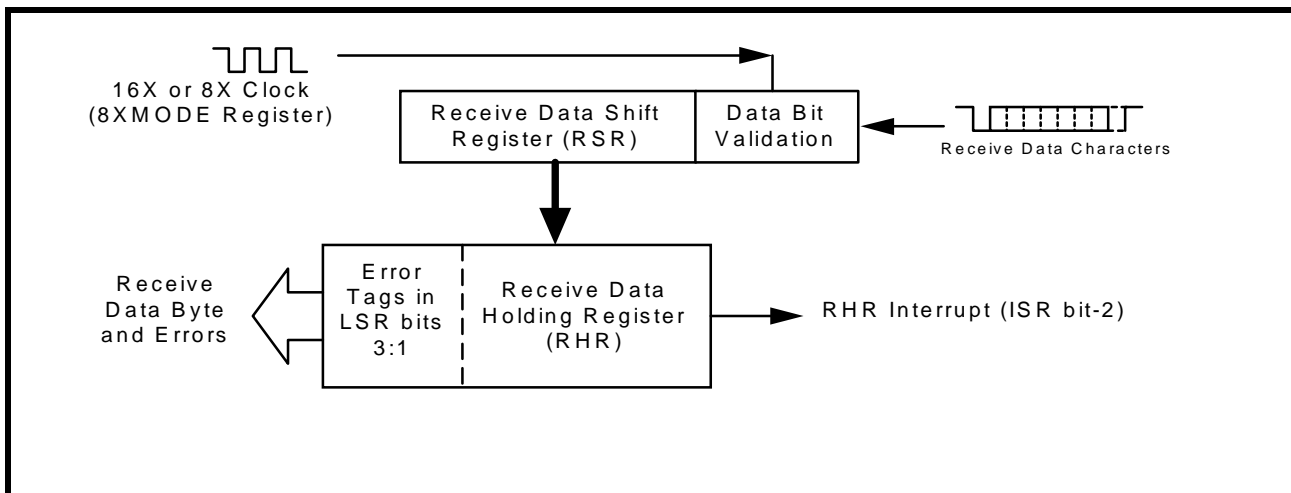 16X or 8X Clock
(8XMODE Register)
Receive Data Shift
Register (RSR)
Data Bit
Validation
Receive Data Characters
Receive
Data Byte
and Errors
Error
Tags in
LSR bits
3:1
Receive Data
Holding Register
(RHR)
RHR Interrupt (ISR bit-2)